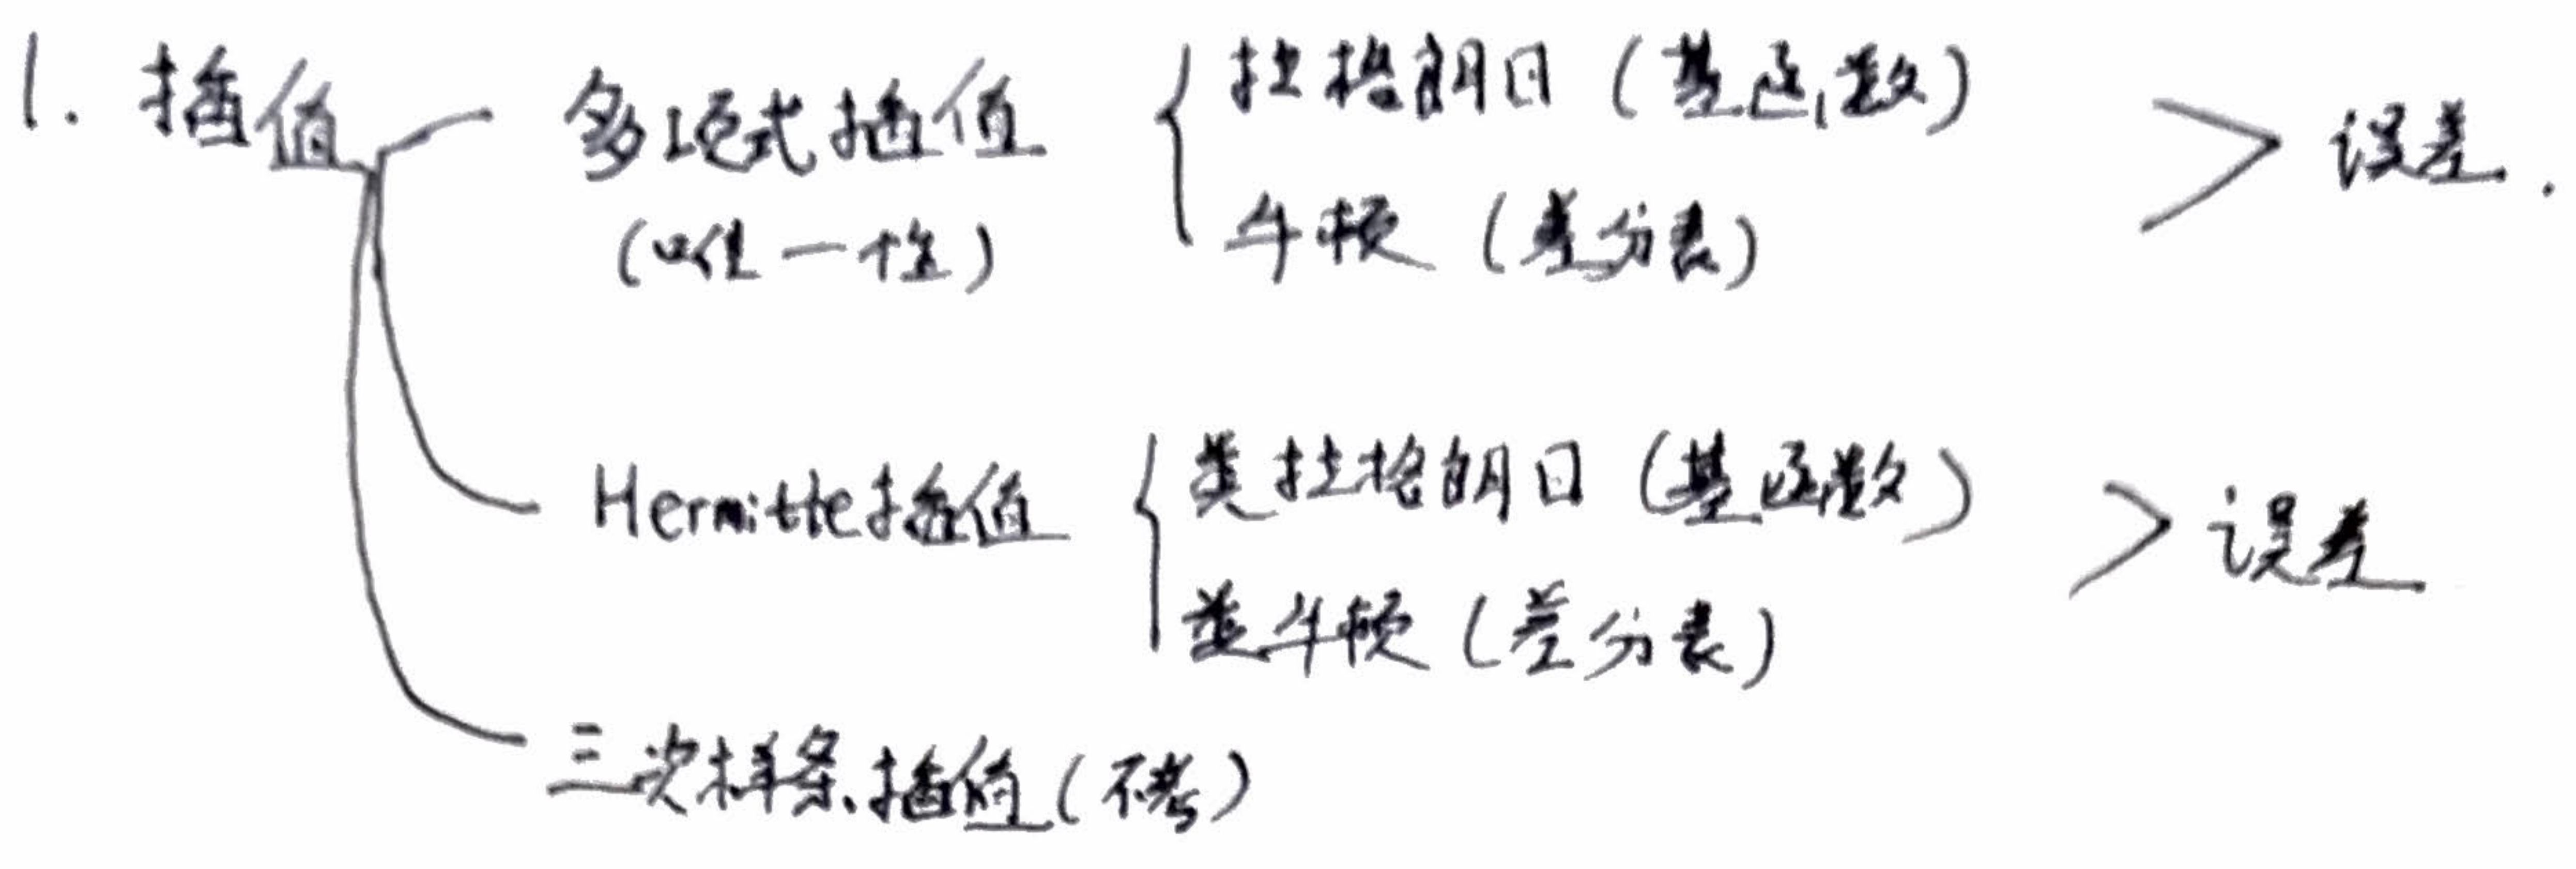 1. 插值
多项式插值 { 拉格朗日 (基函数) > 误差.
(唯一性) 牛顿 (差分表)
Hermitte插值 { 类拉格朗日 (基函数) > 误差
类牛顿 (差分表)
三次样条插值 (不考)